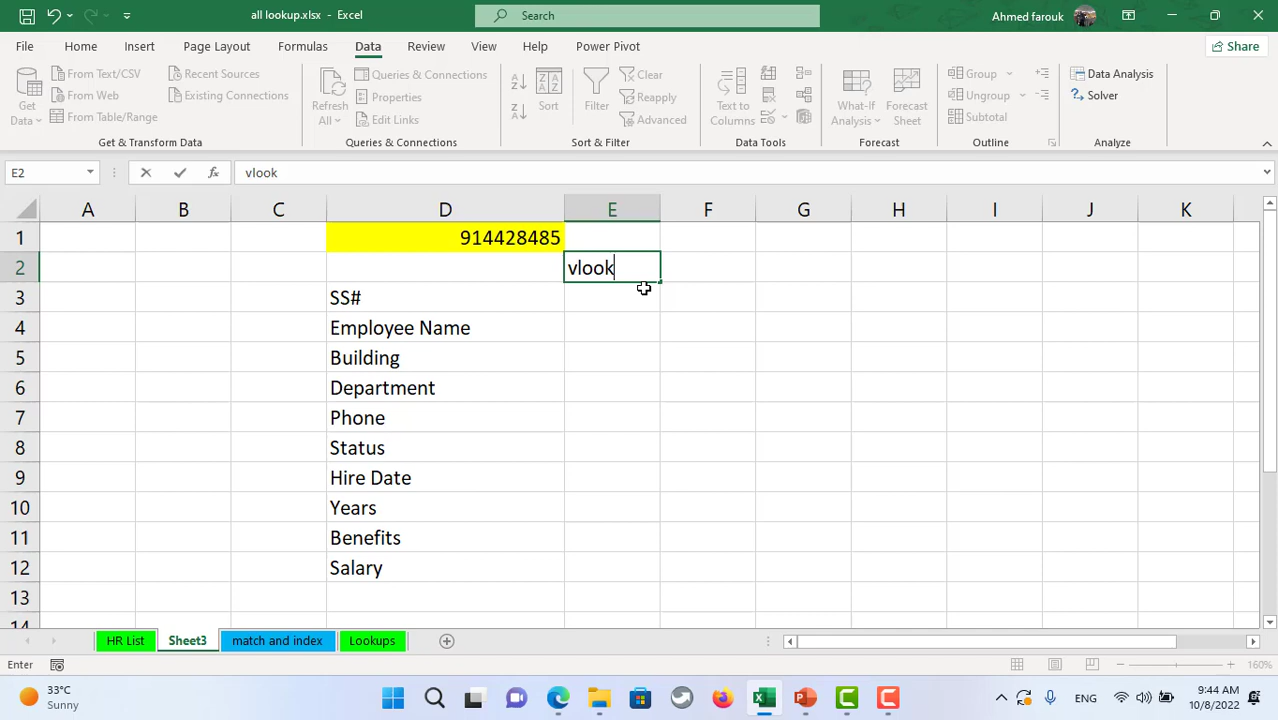 all lookup.xlsx - Excel
Search
Ahmed farouk
File Home Insert Page Layout Formulas Data Review View Help Power Pivot
Share
Get Data
From Text/CSV
From Web
From Table/Range
Recent Sources
Existing Connections
Get & Transform Data
Refresh All
Queries & Connections
Properties
Edit Links
Queries & Connections
Sort
Filter
Clear
Reapply
Advanced
Sort & Filter
Text to Columns
Data Tools
What-If Analysis
Forecast Sheet
Forecast
Group
Ungroup
Subtotal
Outline
Data Analysis
Solver
Analyze
E2
fx
vlook
A B C D E F G H I J K
1 914428485
2 vlook
3 SS#
4 Employee Name
5 Building
6 Department
7 Phone
8 Status
9 Hire Date
10 Years
11 Benefits
12 Salary
13
14
HR List Sheet3 match and index Lookups
Enter
160%
33°C
Sunny
ENG
9:44 AM
10/8/2022